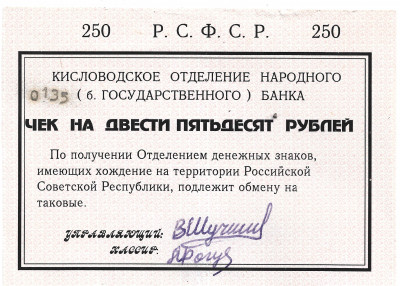 250 Р. С. Ф. С. Р. 250
КИСЛОВОДСКОЕ ОТДЕЛЕНИЕ НАРОДНОГО
( б. ГОСУДАРСТВЕННОГО ) БАНКА
0135
ЧЕК НА ДВЕСТИ ПЯТЬДЕСЯТ РУБЛЕЙ
По получении Отделением денежных знаков,
имеющих хождение на территории Российской
Советской Республики, подлежит обмену на
таковые.
УПРАВЛЯЮЩИЙ:
КАССИР: